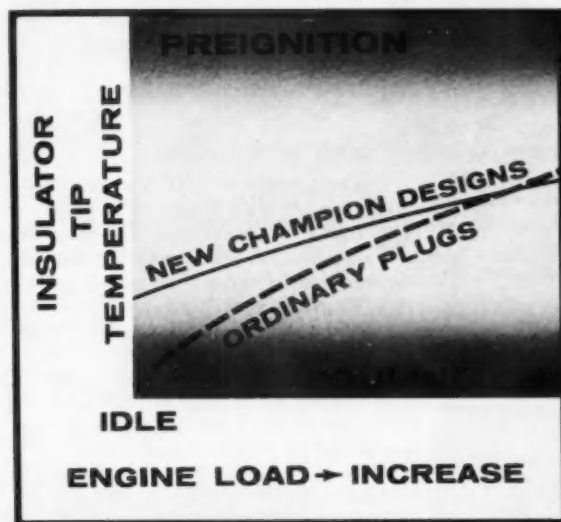 PREIGNITION
INSULATOR
TIP
TEMPERATURE
NEW CHAMPION DESIGNS
ORDINARY PLUGS
IDLE
ENGINE LOAD → INCREASE